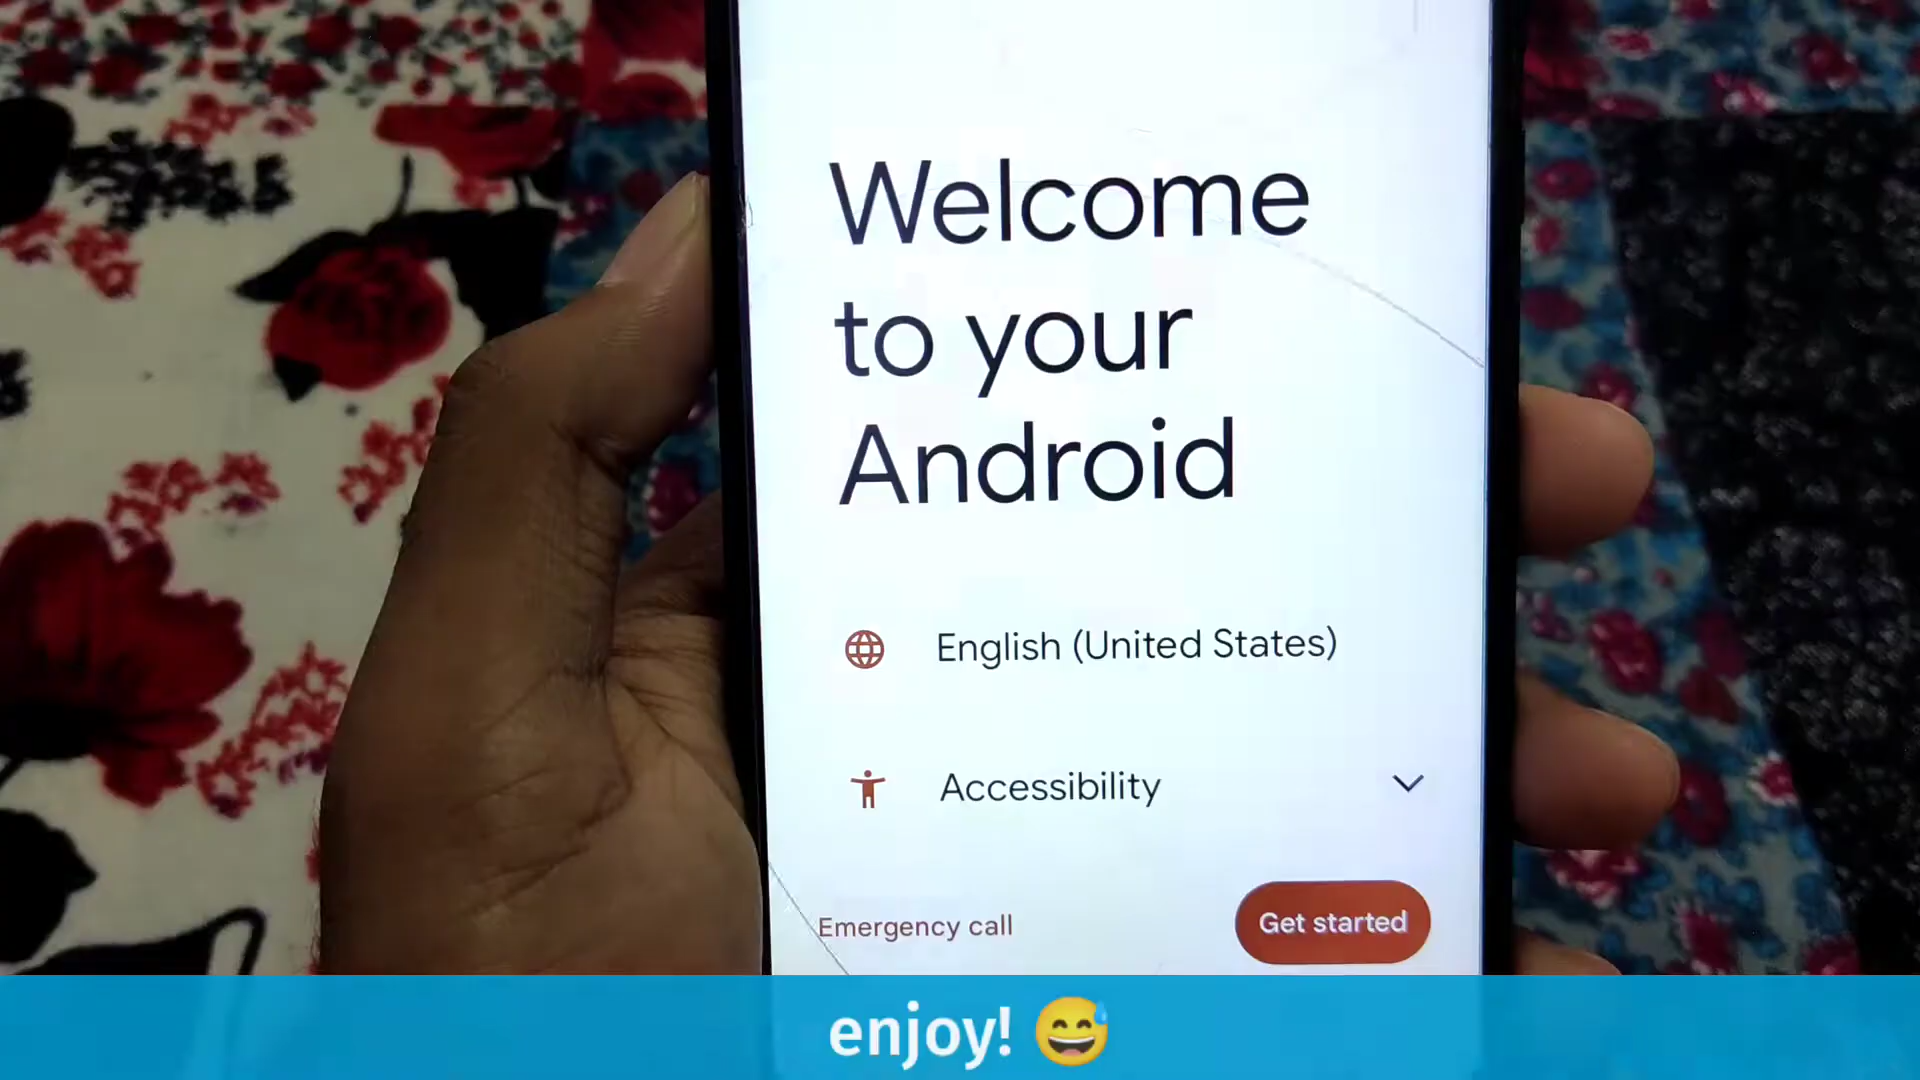 Welcome
to your
Android
English (United States)
Accessibility
Emergency call
Get started
enjoy! 😅